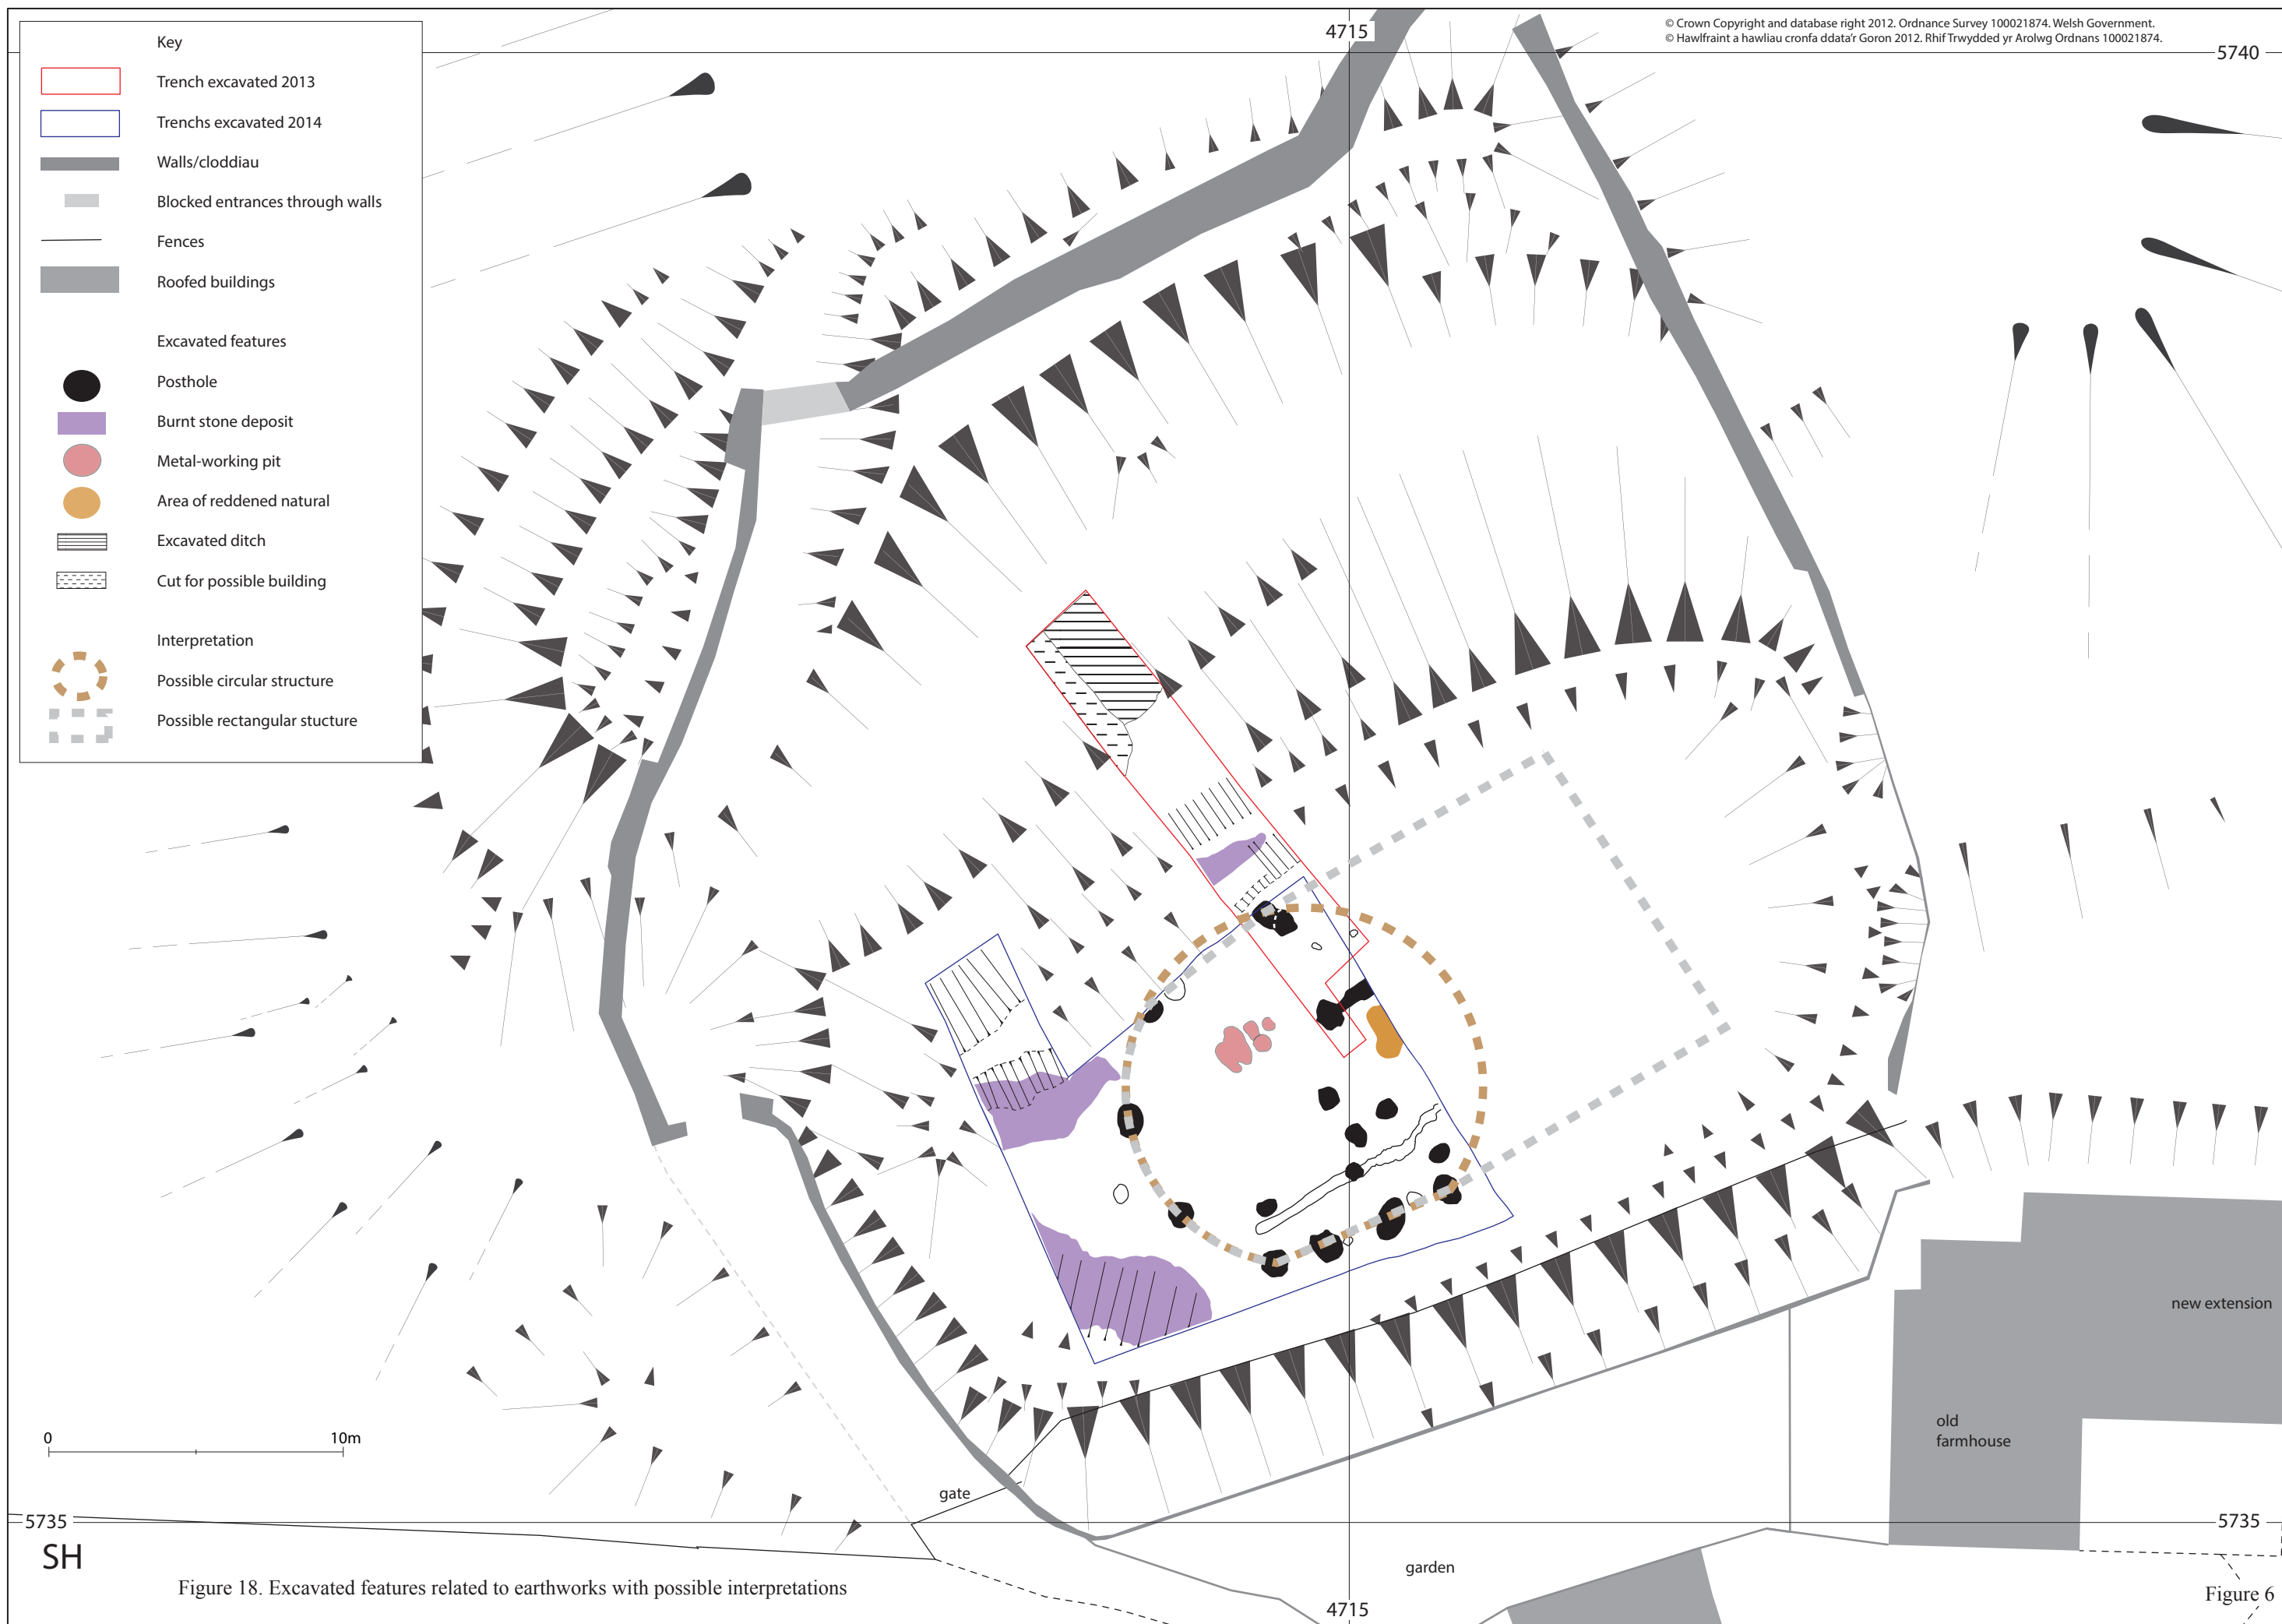 Key
Trench excavated 2013
Trenchs excavated 2014
Walls/cloddiau
Blocked entrances through walls
Fences
Roofed buildings
Excavated features
Posthole
Burnt stone deposit
Metal-working pit
Area of reddened natural
Excavated ditch
Cut for possible building
Interpretation
Possible circular structure
Possible rectangular stucture
4715
© Crown Copyright and database right 2012. Ordnance Survey 100021874. Welsh Government.
© Hawlfraint a hawliau cronfa ddata'r Goron 2012. Rhif Trwydded yr Arolwg Ordnans 100021874.
5740
new extension
old
farmhouse
0 10m
gate
5735
5735
SH
garden
Figure 18. Excavated features related to earthworks with possible interpretations
Figure 6
4715